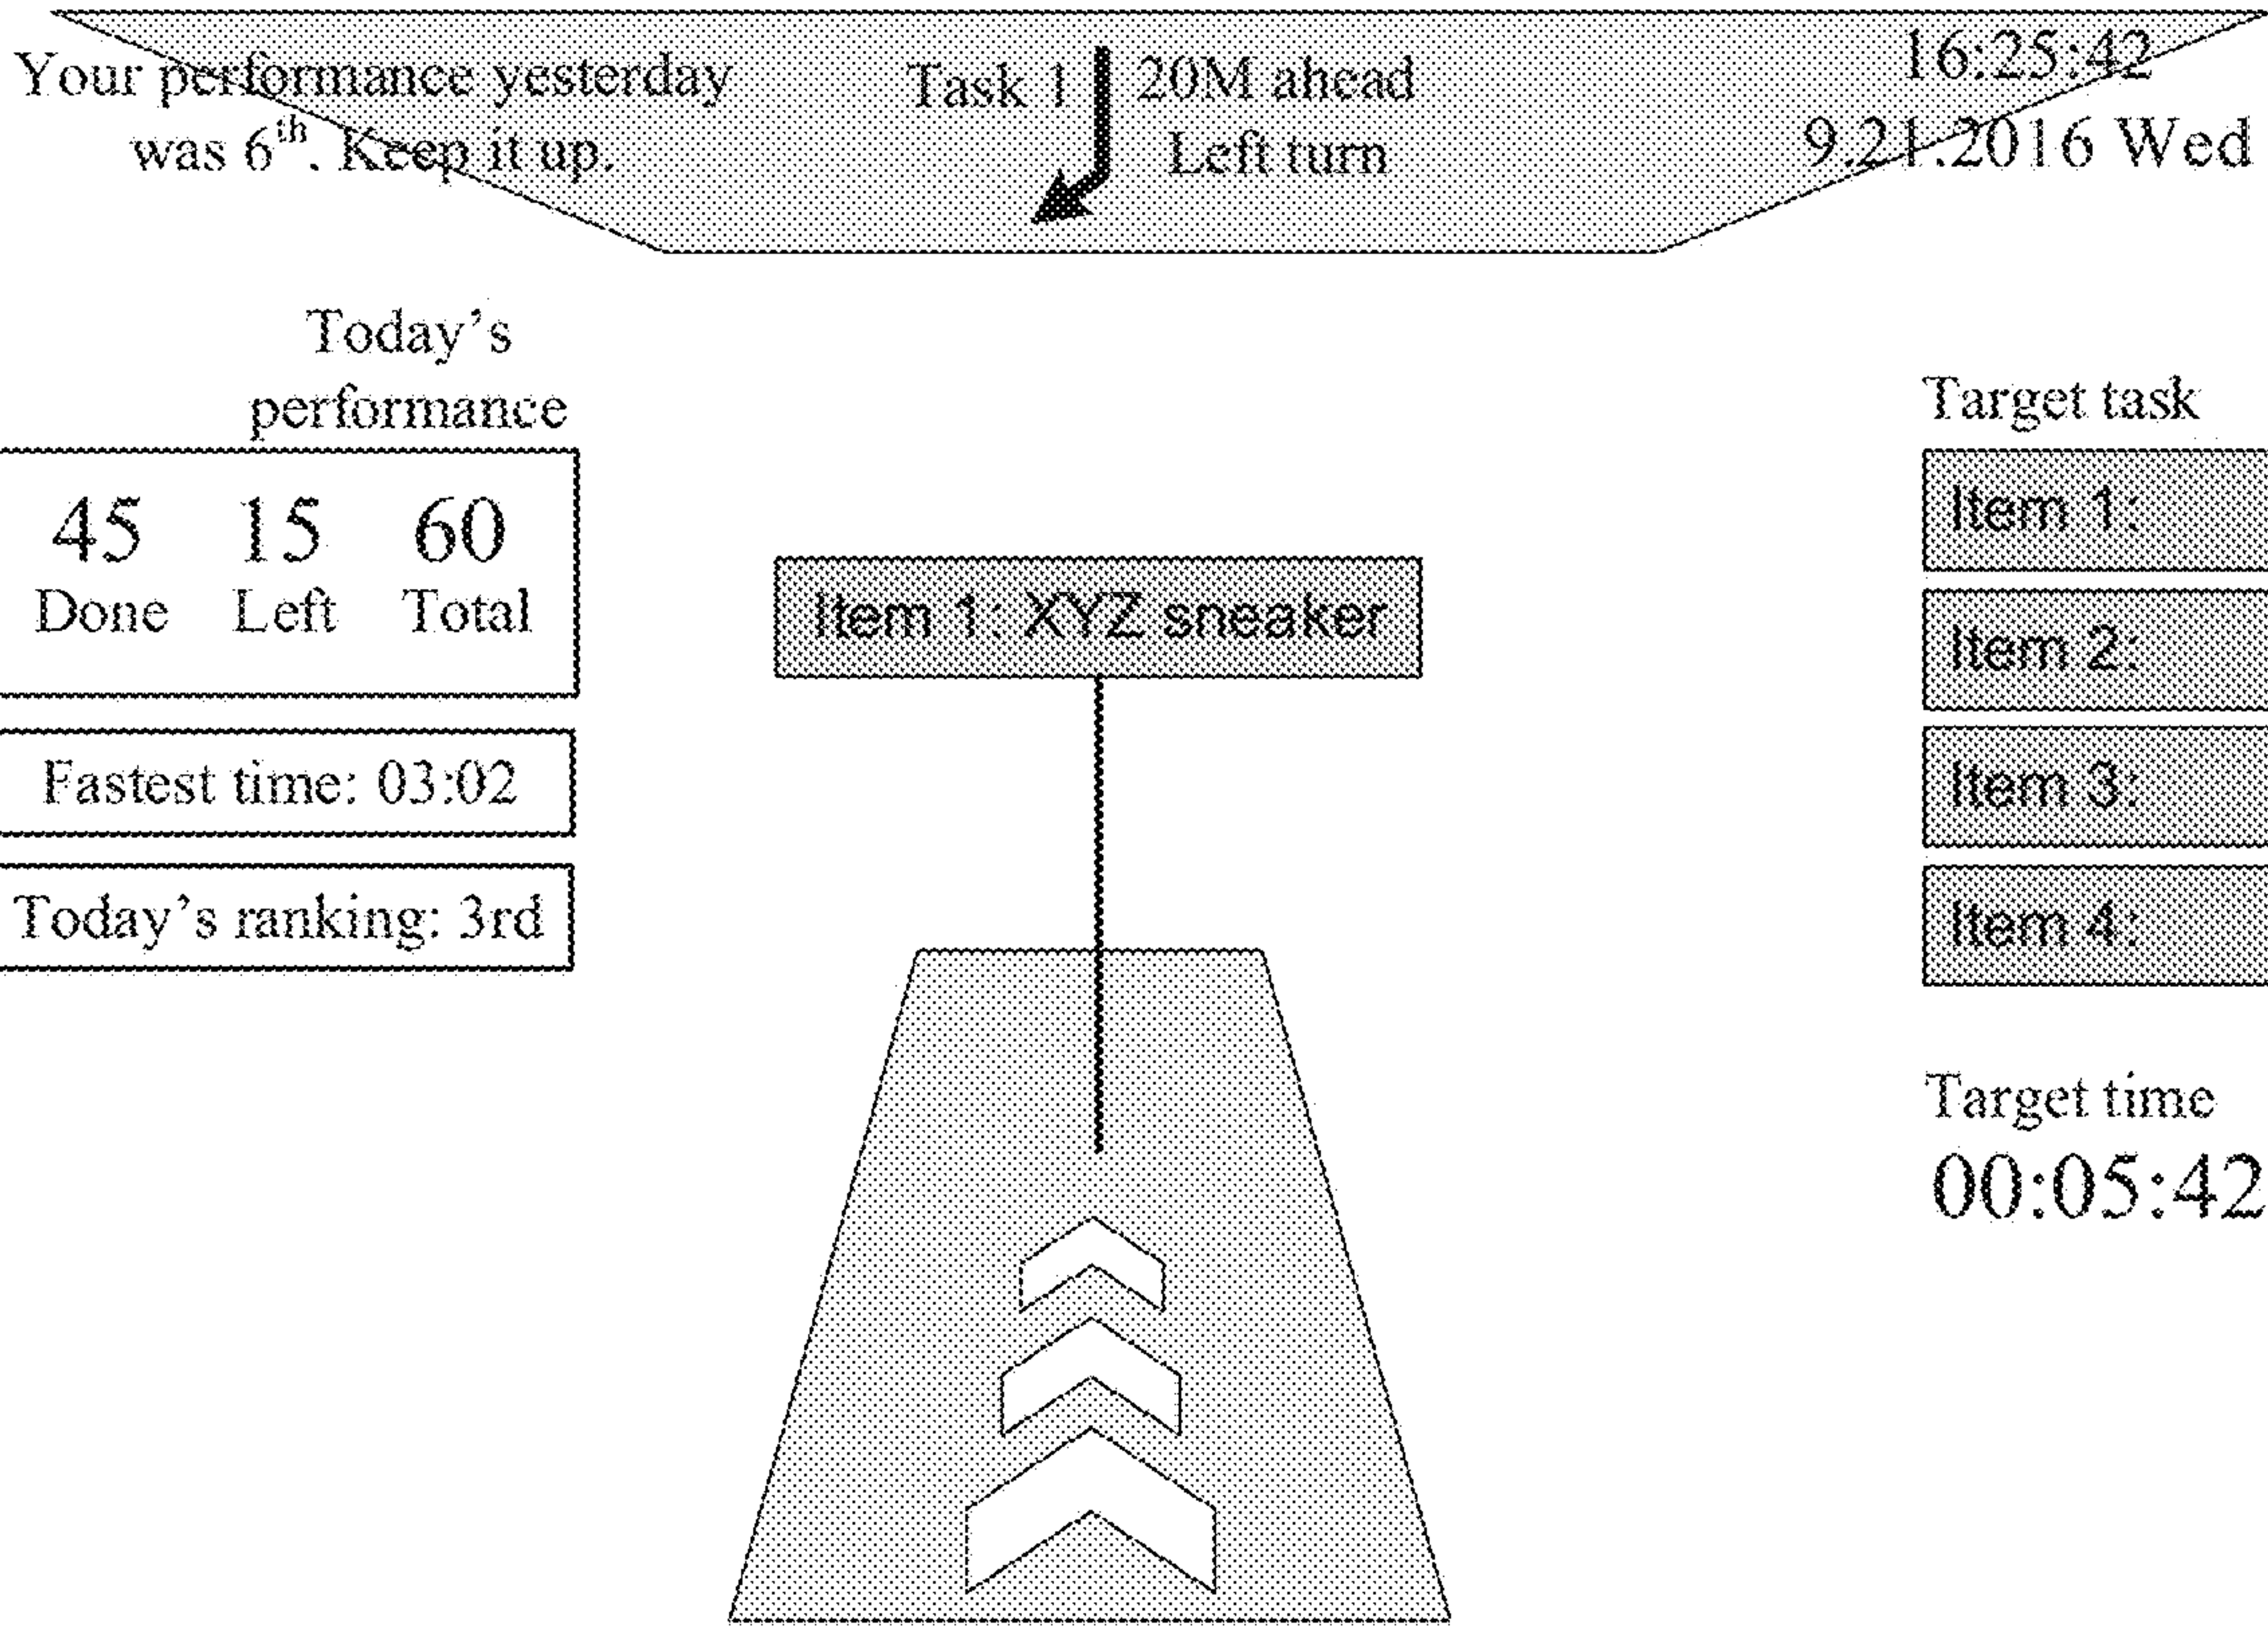 Your performance yesterday
was 6th. Keep it up.
Task 1
20M ahead
Left turn
16:25:42
9.21.2016 Wed
Today's
performance
45 15 60
Done Left Total
Fastest time: 03:02
Today's ranking: 3rd
Item 1: XYZ sneaker
Target task
Item 1:
Item 2:
Item 3:
Item 4:
Target time
00:05:42